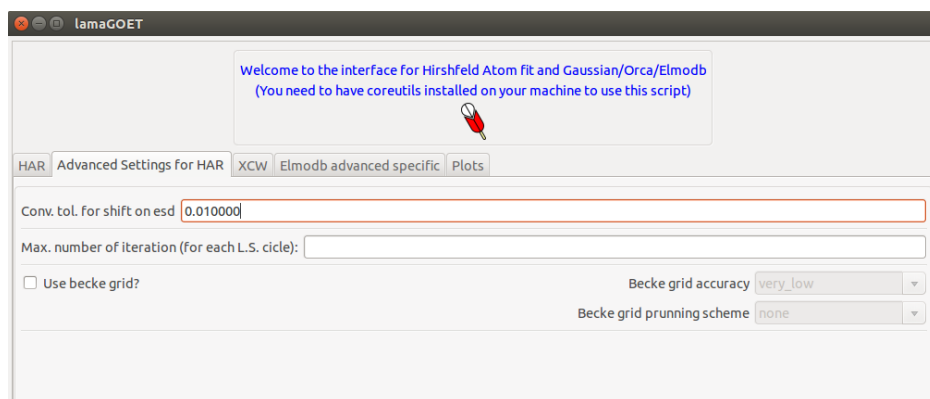 lamaGOET
Welcome to the interface for Hirshfeld Atom fit and Gaussian/Orca/Elmodb
(You need to have coreutils installed on your machine to use this script)
HAR Advanced Settings for HAR XCW Elmodb advanced specific Plots
Conv. tol. for shift on esd 0.010000
Max. number of iteration (for each L.S. cicle):
Use becke grid? Becke grid accuracy very_low
Becke grid prunning scheme none